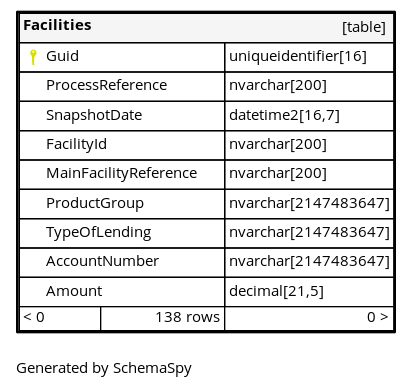 Facilities [table]
Guid uniqueidentifier[16]
ProcessReference nvarchar[200]
SnapshotDate datetime2[16,7]
FacilityId nvarchar[200]
MainFacilityReference nvarchar[200]
ProductGroup nvarchar[2147483647]
TypeOfLending nvarchar[2147483647]
AccountNumber nvarchar[2147483647]
Amount decimal[21,5]
< 0 138 rows 0 >
Generated by SchemaSpy